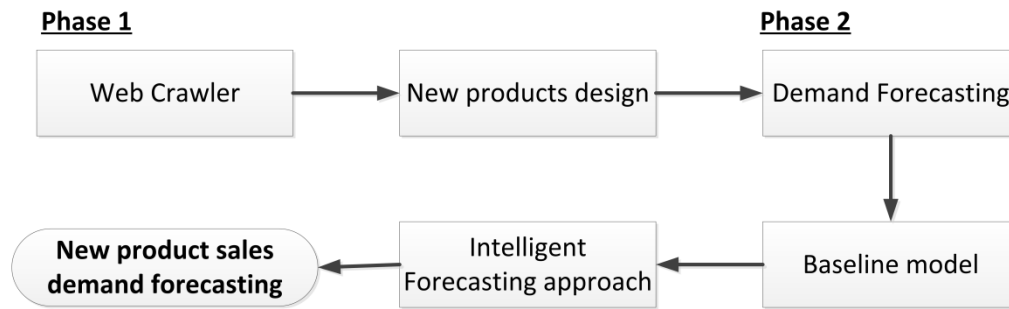 Phase 1
Phase 2
Web Crawler
New products design
Demand Forecasting
New product sales
demand forecasting
Intelligent
Forecasting approach
Baseline model